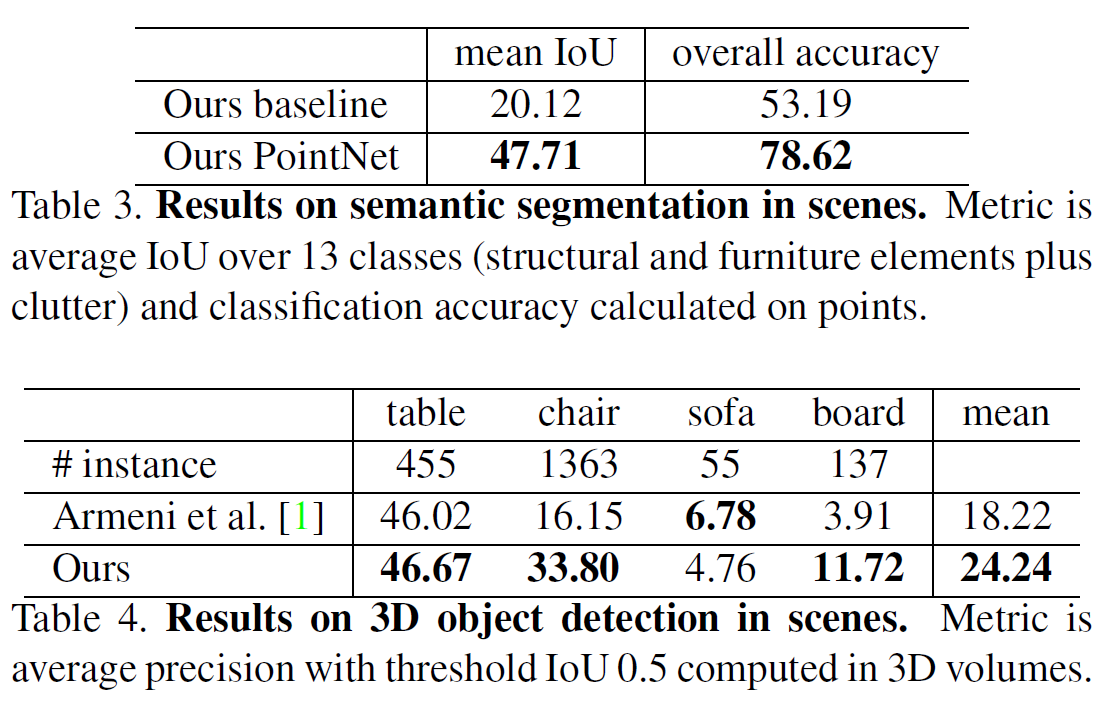 mean IoU overall accuracy
Ours baseline 20.12 53.19
Ours PointNet 47.71 78.62
Table 3. Results on semantic segmentation in scenes. Metric is
average IoU over 13 classes (structural and furniture elements plus
clutter) and classification accuracy calculated on points.
table chair sofa board mean
# instance 455 1363 55 137
Armeni et al. [1] 46.02 16.15 6.78 3.91 18.22
Ours 46.67 33.80 4.76 11.72 24.24
Table 4. Results on 3D object detection in scenes. Metric is
average precision with threshold IoU 0.5 computed in 3D volumes.